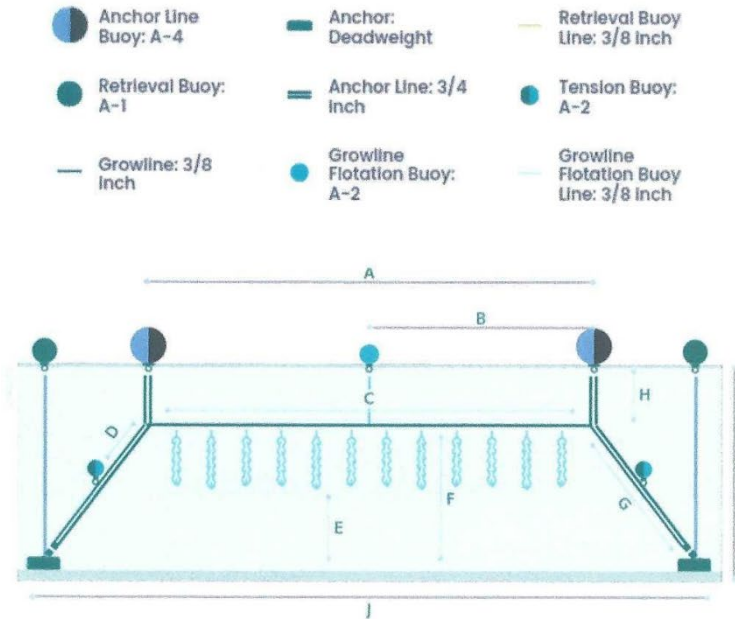 Anchor Line
Buoy: A-4
Anchor:
Deadweight
Retrieval Buoy
Line: 3/8 Inch
Retrieval Buoy:
A-1
Anchor Line: 3/4
Inch
Tension Buoy:
A-2
Growline: 3/8
Inch
Growline
Flotation Buoy:
A-2
Growline
Flotation Buoy
Line: 3/8 Inch
A
B
C
H
D
F
G
E
J